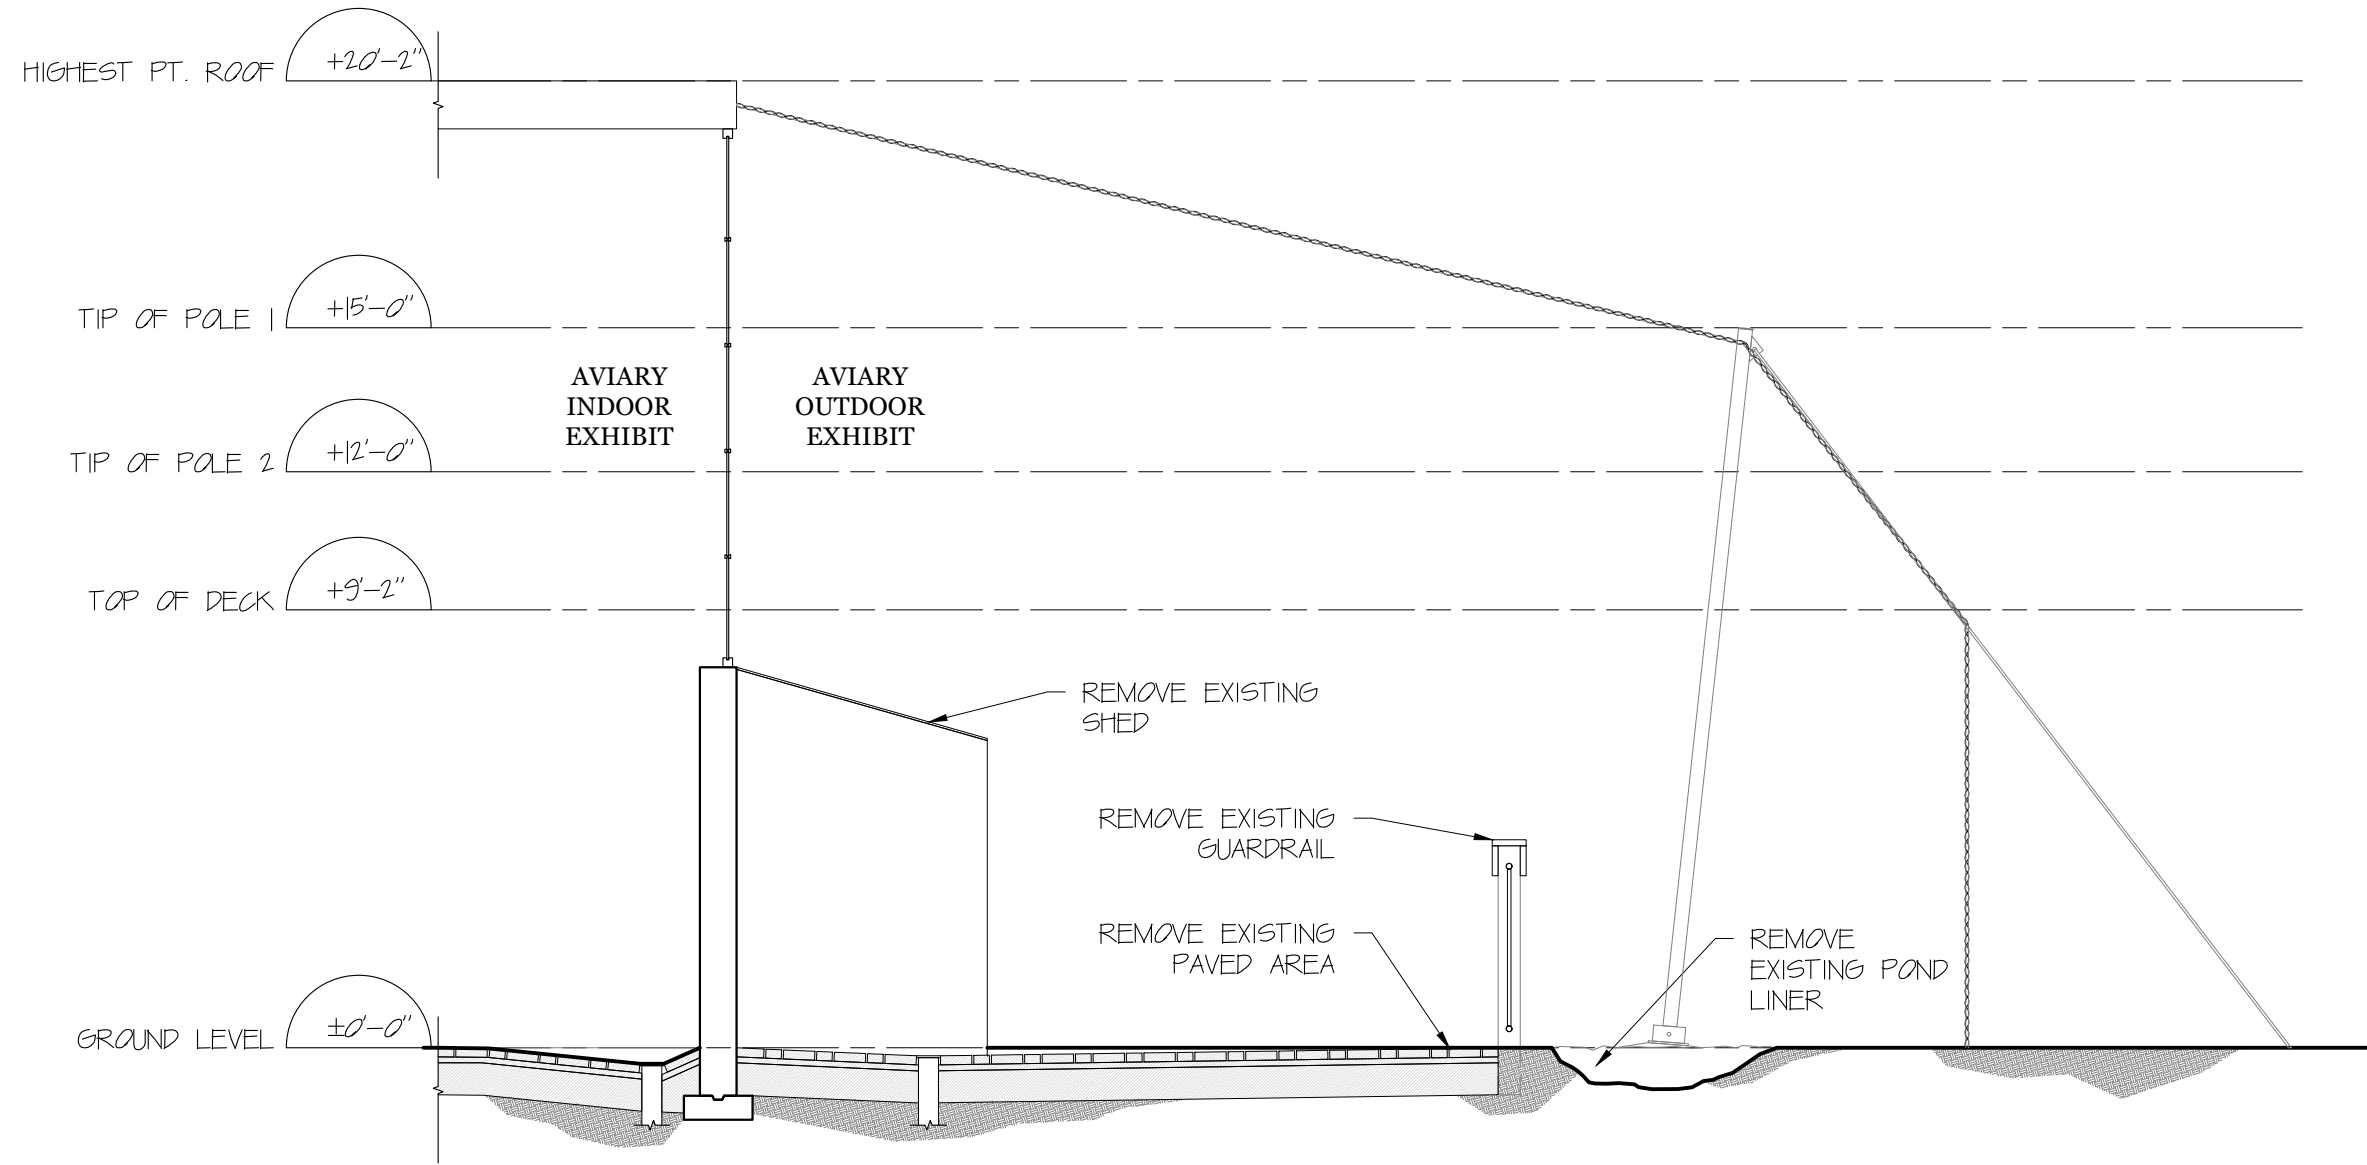 HIGHEST PT. ROOF
+20'-2"
TIP OF POLE 1
+15'-0"
AVIARY
INDOOR
EXHIBIT
AVIARY
OUTDOOR
EXHIBIT
TIP OF POLE 2
+12'-0"
TOP OF DECK
+9'-2"
REMOVE EXISTING
SHED
REMOVE EXISTING
GUARDRAIL
REMOVE EXISTING
PAVED AREA
REMOVE
EXISTING POND
LINER
GROUND LEVEL
±0'-0"